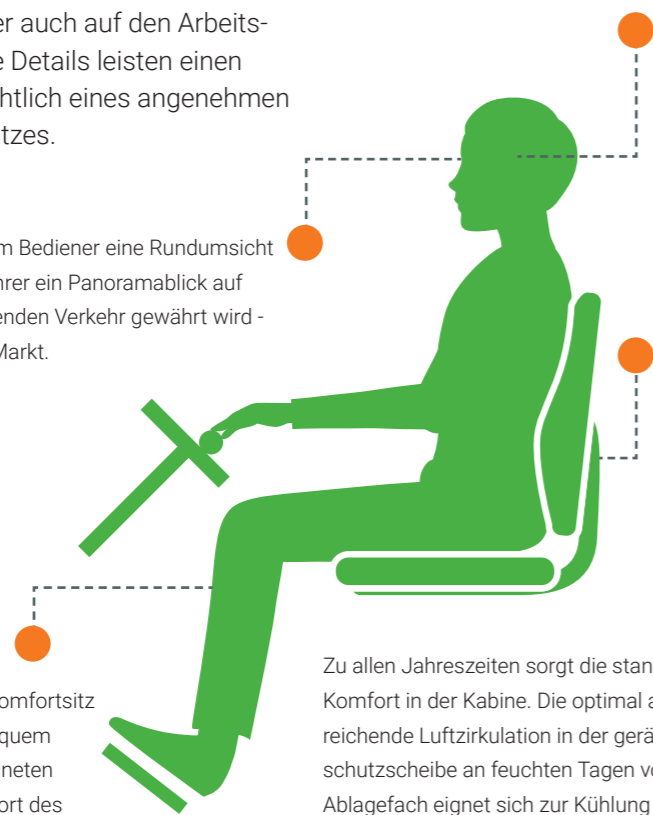 er auch auf den Arbeits-
e Details leisten einen
chtlich eines angenehmen
tzes.
m Bediener eine Rundumsicht
hrer ein Panoramablick auf
enden Verkehr gewährt wird -
Markt.
omfortsitz
quem
neten
ort des
Zu allen Jahreszeiten sorgt die stan
Komfort in der Kabine. Die optimal a
reichende Luftzirkulation in der gerä
schutzscheibe an feuchten Tagen vo
Ablagefach eignet sich zur Kühlung